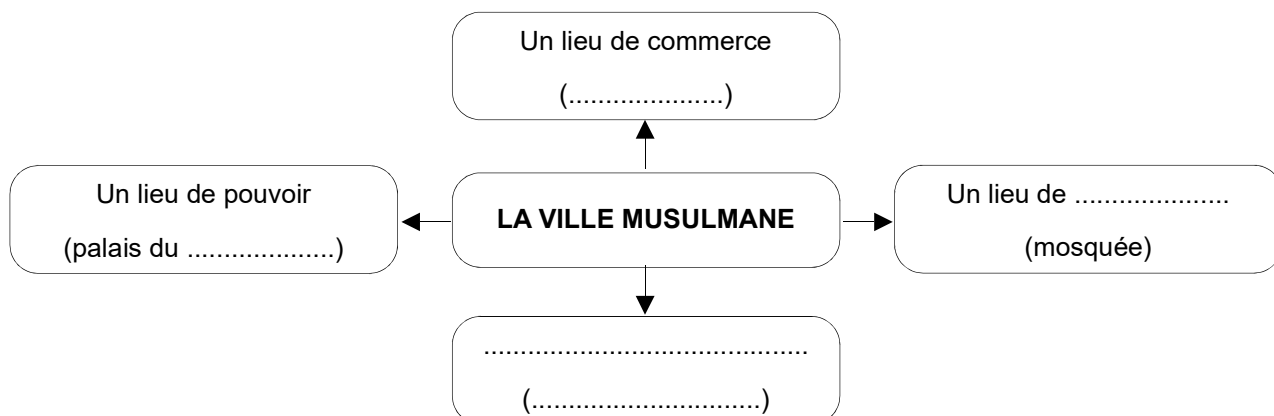 Un lieu de commerce
(.....................)
Un lieu de pouvoir
(palais du ....................)
LA VILLE MUSULMANE
Un lieu de .....................
(mosquée)
............................................
(...............................)